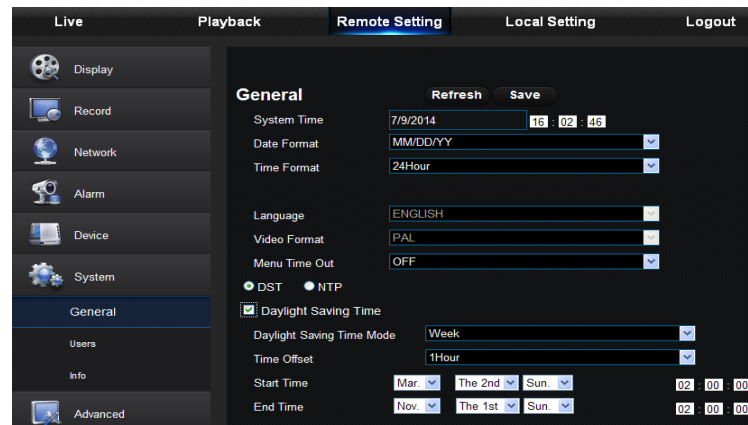 Live Playback Remote Setting Local Setting Logout
Display
Record
Network
Alarm
Device
System
General
Users
Info
Advanced
General Refresh Save
System Time 7/9/2014 16 : 02 : 46
Date Format MM/DD/YY
Time Format 24Hour
Language ENGLISH
Video Format PAL
Menu Time Out OFF
DST NTP
Daylight Saving Time
Daylight Saving Time Mode Week
Time Offset 1Hour
Start Time Mar. The 2nd Sun. 02 : 00 : 00
End Time Nov. The 1st Sun. 02 : 00 : 00